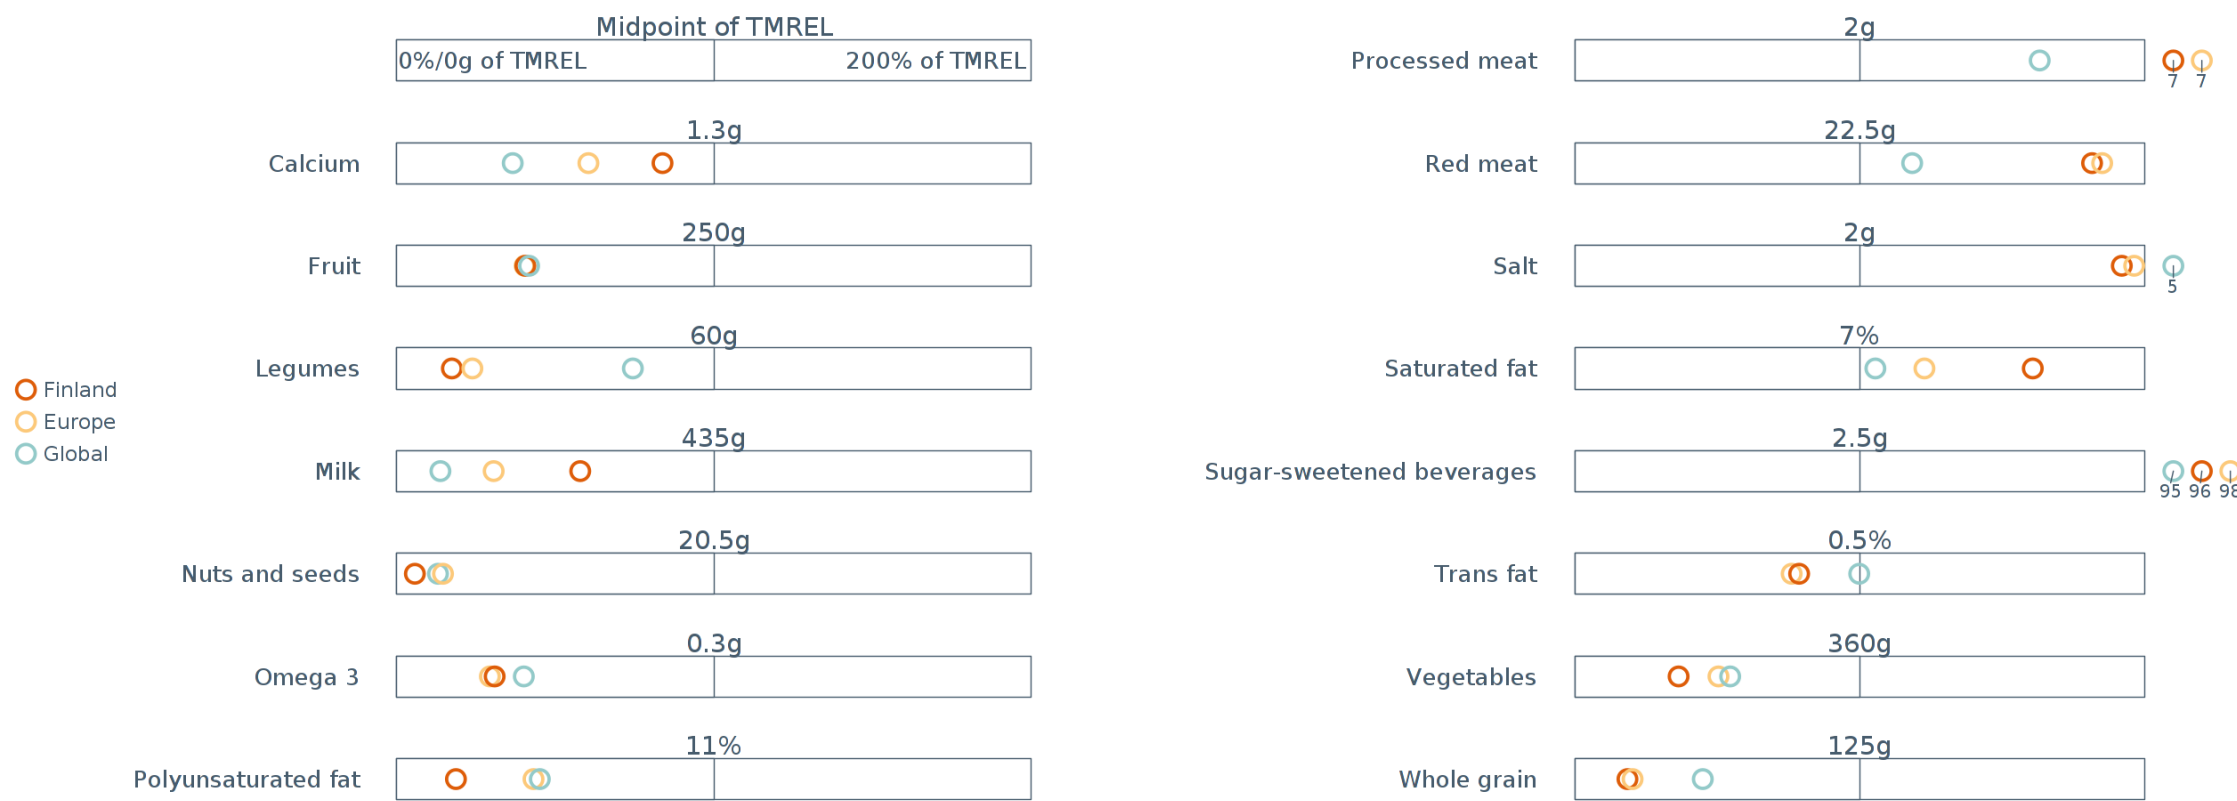 Midpoint of TMREL
0%/0g of TMREL
200% of TMREL
Calcium
1.3g
Fruit
250g
Legumes
60g
Milk
435g
Nuts and seeds
20.5g
Omega 3
0.3g
Polyunsaturated fat
11%
Finland
Europe
Global
Processed meat
2g
7 7
Red meat
22.5g
Salt
2g
5
Saturated fat
7%
Sugar-sweetened beverages
2.5g
95 96 98
Trans fat
0.5%
Vegetables
360g
Whole grain
125g